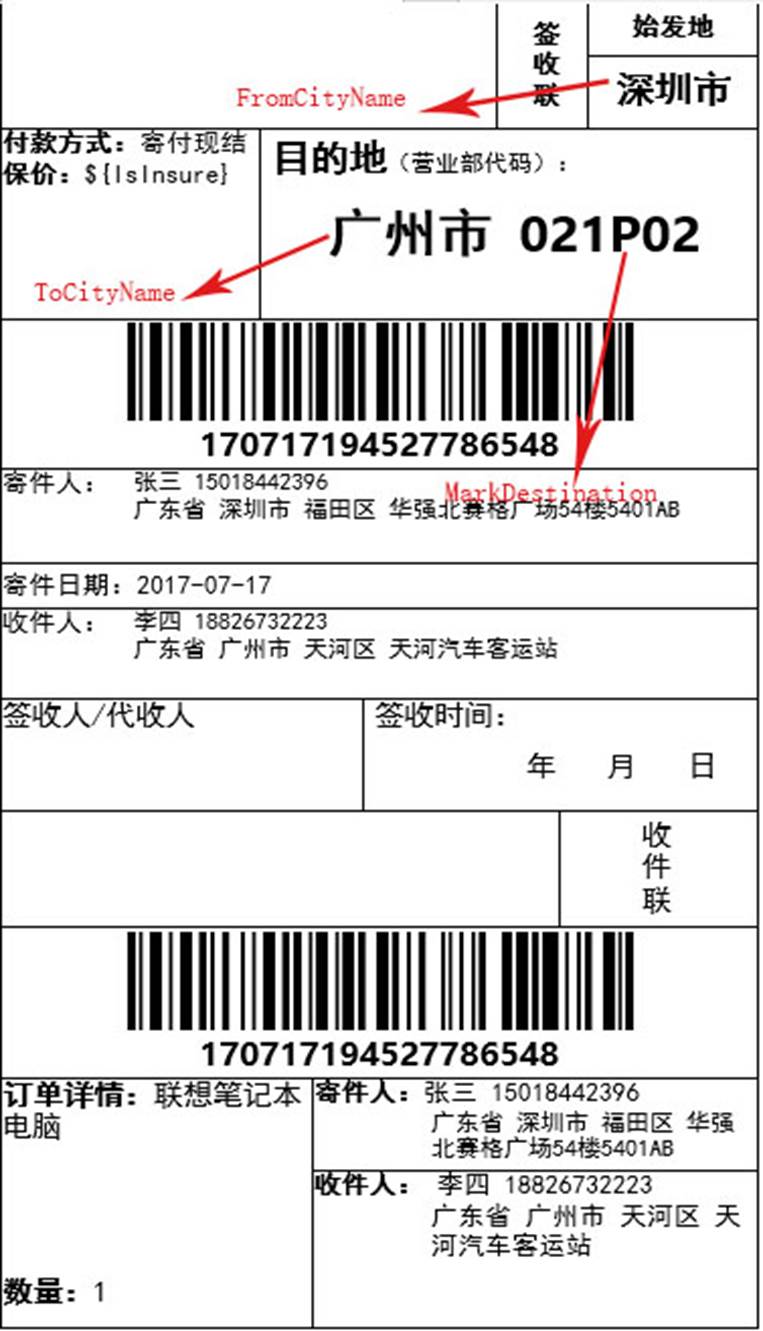 签收联
始发地
深圳市
FromCityName
付款方式：寄付现结
保价：${IsInsure}
目的地（营业部代码）：
广州市 021P02
ToCityName
170717194527786548
寄件人： 张三 15018442396
MarkDestination
广东省 深圳市 福田区 华强北赛格广场54楼5401AB
寄件日期：2017-07-17
收件人： 李四 18826732223
广东省 广州市 天河区 天河汽车客运站
签收人/代收人
签收时间：
年 月 日
收件联
170717194527786548
订单详情：联想笔记本
电脑
数量：1
寄件人：张三 15018442396
广东省 深圳市 福田区 华强
北赛格广场54楼5401AB
收件人： 李四 18826732223
广东省 广州市 天河区 天
河汽车客运站